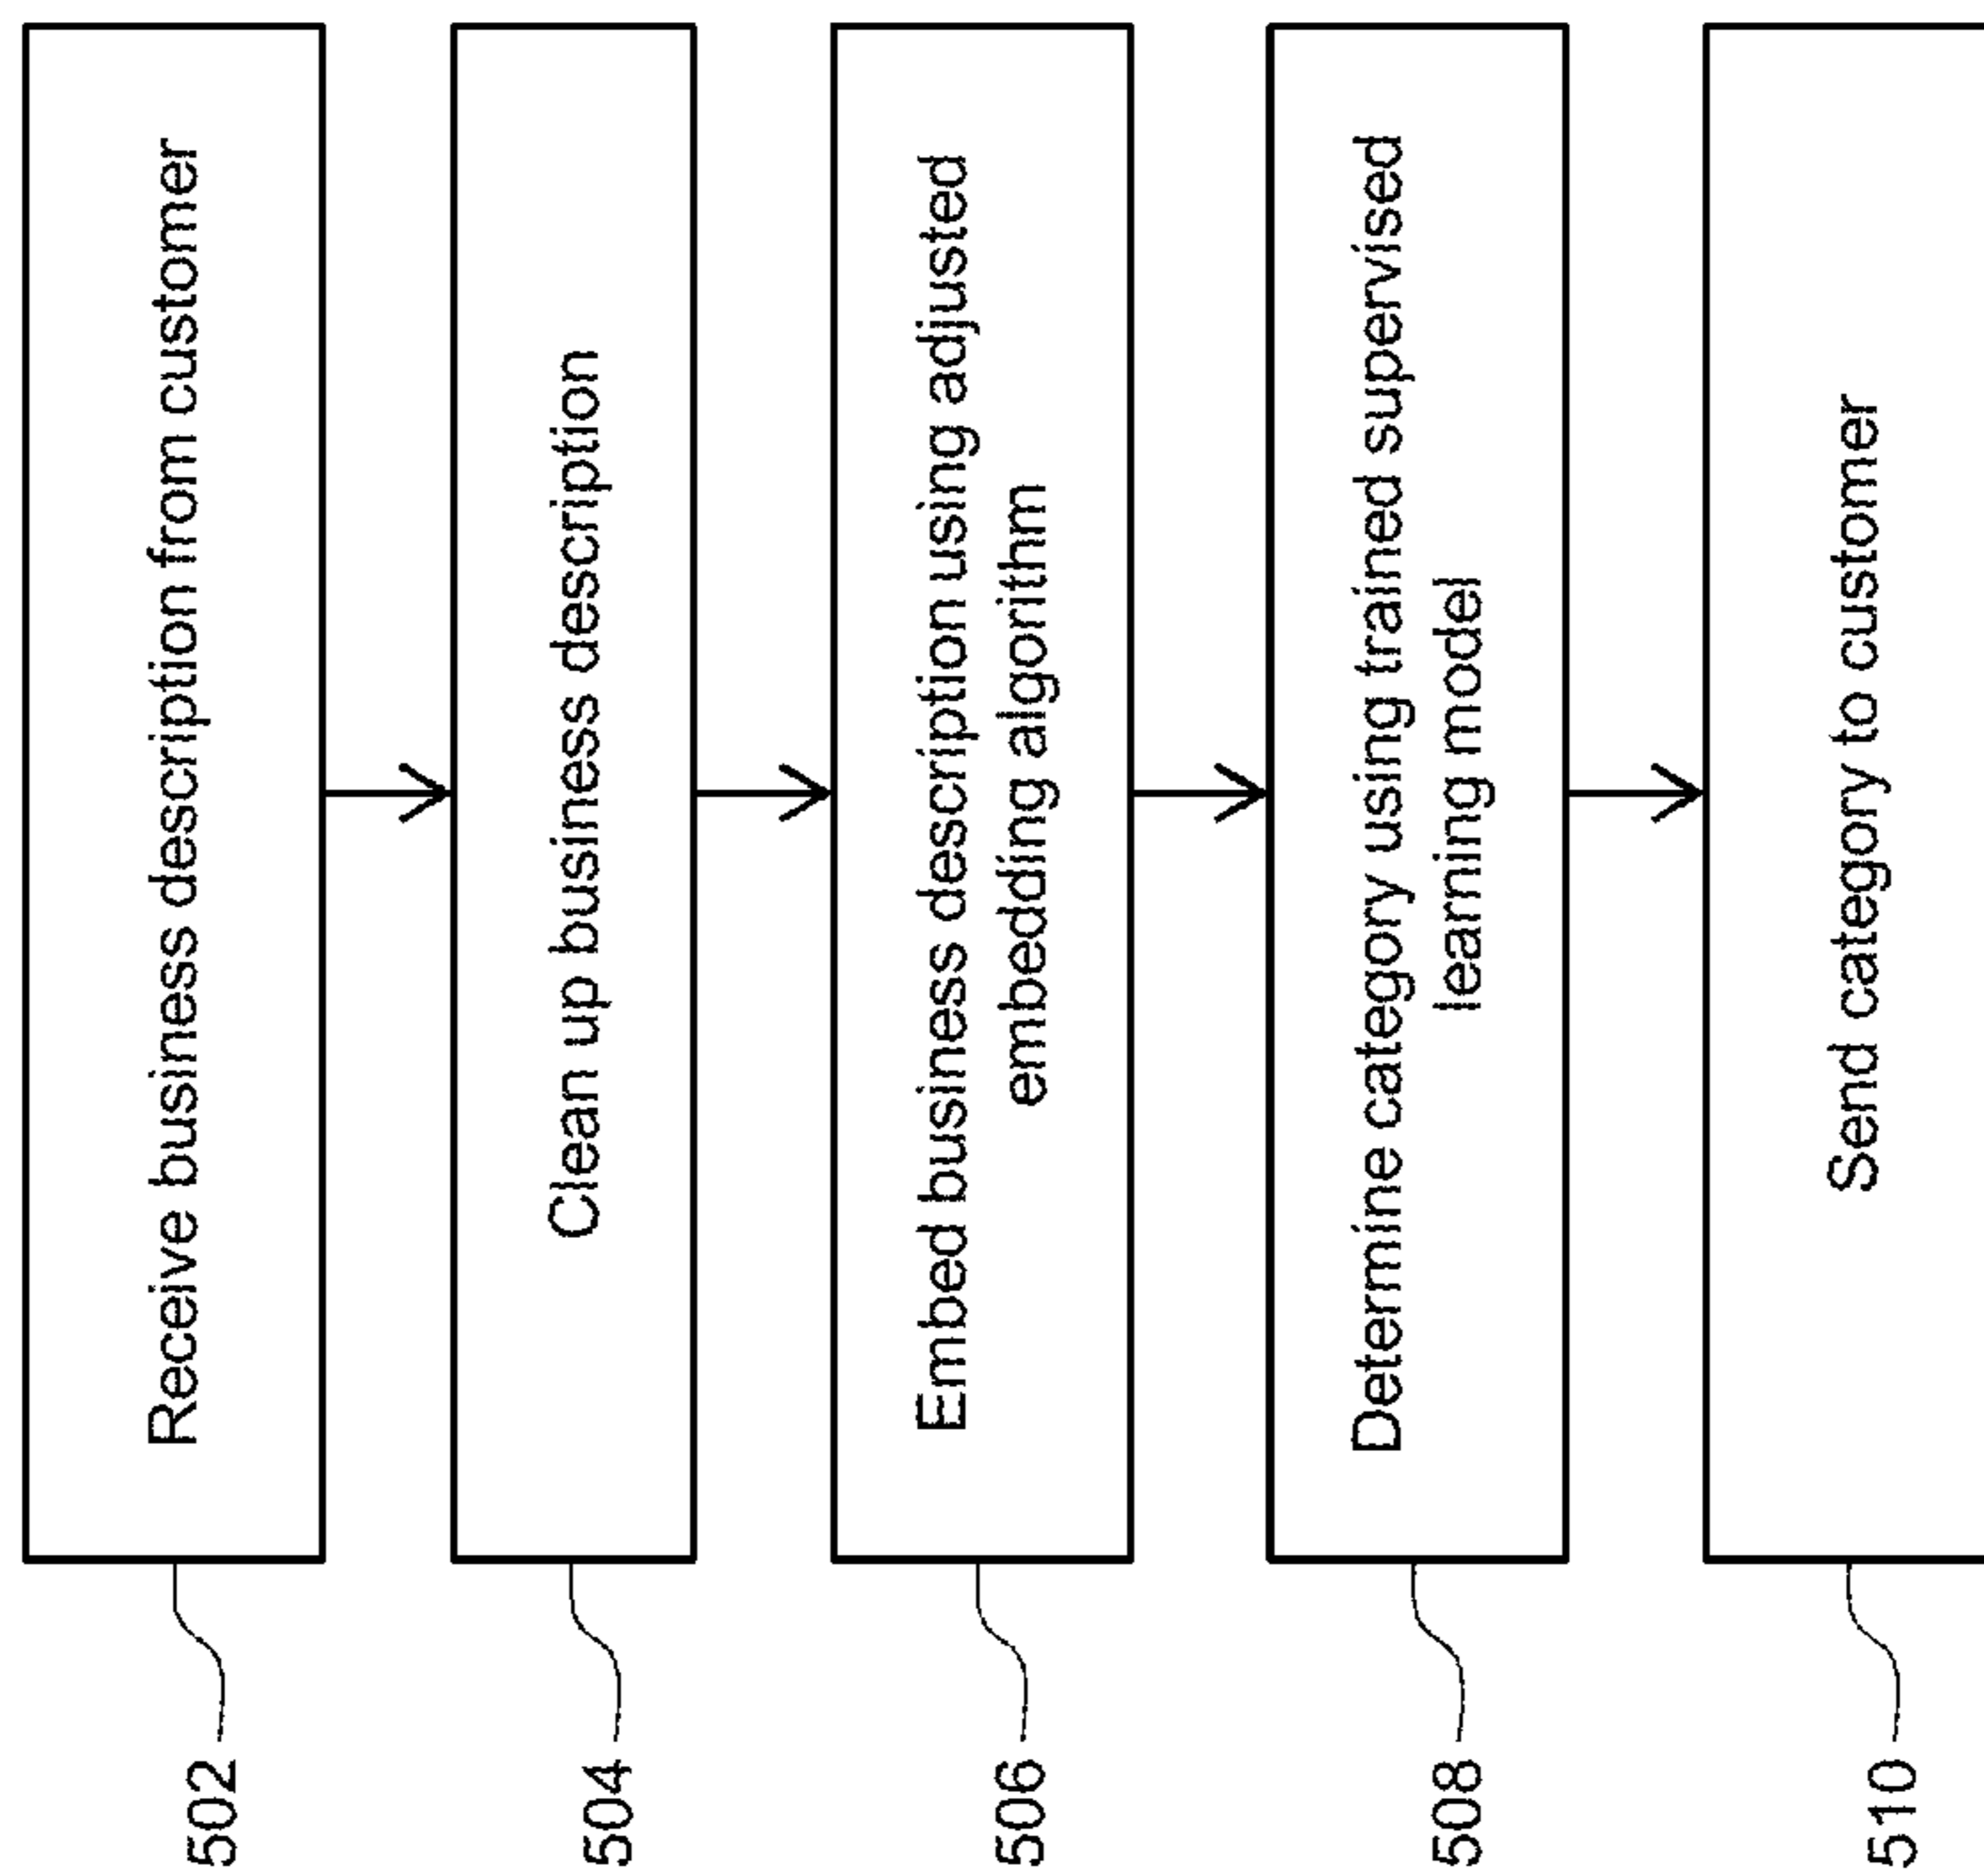 502
Receive business description from customer
504
Clean up business description
506
Embed business description using adjusted
embedding algorithm
508
Determine category using trained supervised
learning model
510
Send category to customer